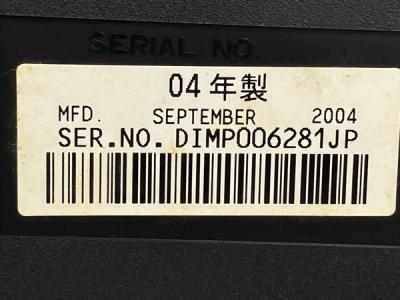 SERIAL NO.
04年製
MFD. SEPTEMBER 2004
SER.NO. DIMP006281JP